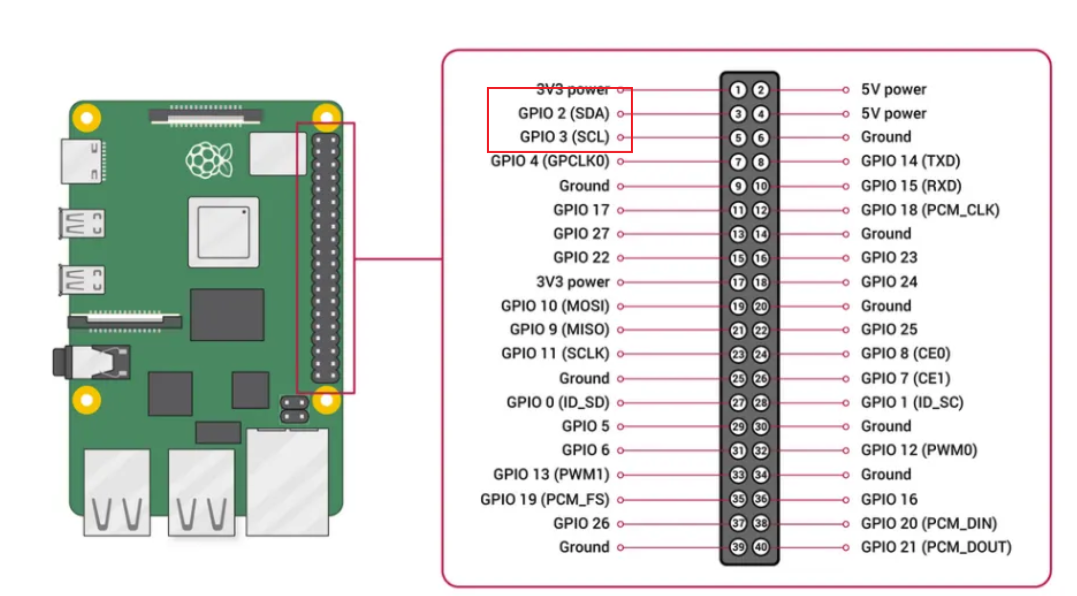 3V3 power 1 2 5V power
GPIO 2 (SDA) 3 4 5V power
GPIO 3 (SCL) 5 6 Ground
GPIO 4 (GPCLK0) 7 8 GPIO 14 (TXD)
Ground 9 10 GPIO 15 (RXD)
GPIO 17 11 12 GPIO 18 (PCM_CLK)
GPIO 27 13 14 Ground
GPIO 22 15 16 GPIO 23
3V3 power 17 18 GPIO 24
GPIO 10 (MOSI) 19 20 Ground
GPIO 9 (MISO) 21 22 GPIO 25
GPIO 11 (SCLK) 23 24 GPIO 8 (CE0)
Ground 25 26 GPIO 7 (CE1)
GPIO 0 (ID_SD) 27 28 GPIO 1 (ID_SC)
GPIO 5 29 30 Ground
GPIO 6 31 32 GPIO 12 (PWM0)
GPIO 13 (PWM1) 33 34 Ground
GPIO 19 (PCM_FS) 35 36 GPIO 16
GPIO 26 37 38 GPIO 20 (PCM_DIN)
Ground 39 40 GPIO 21 (PCM_DOUT)